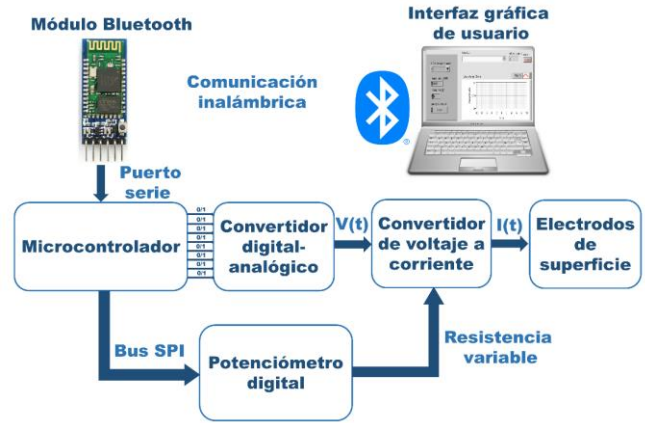 Módulo Bluetooth
Interfaz gráfica
de usuario
Comunicación
inalámbrica
®
Puerto
serie
Microcontrolador
0/1
0/1
0/1
0/1
0/1
0/1
0/1
0/1
Convertidor
digital-
analógico
V(t)
Convertidor
de voltaje a
corriente
I(t)
Electrodos
de
superficie
Bus SPI
Potenciómetro
digital
Resistencia
variable